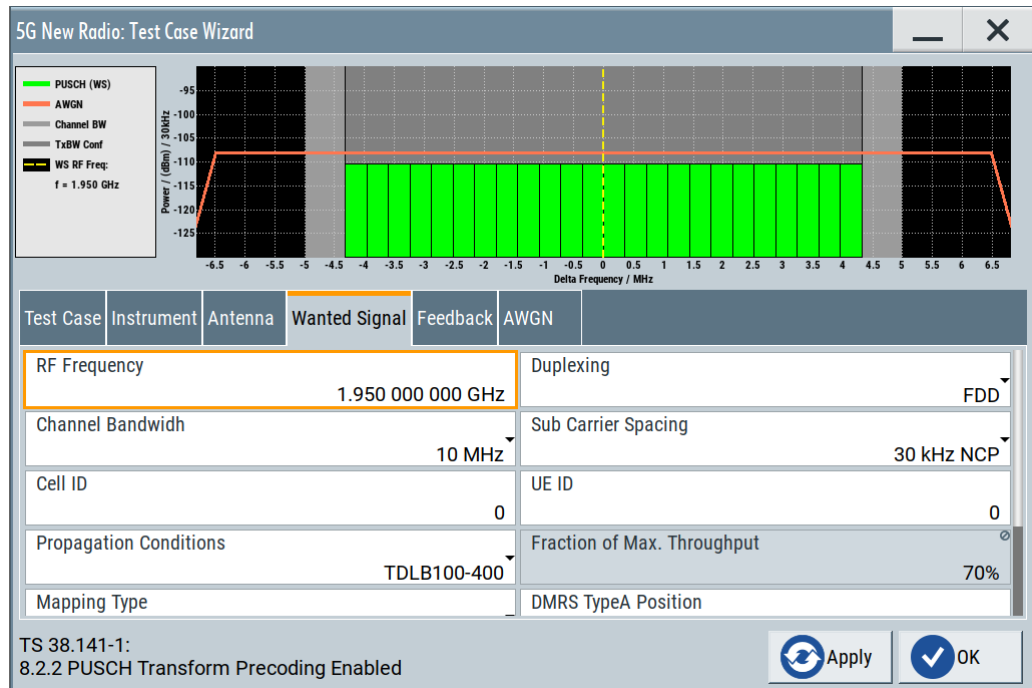 5G New Radio: Test Case Wizard
PUSCH (WS)
AWGN
Channel BW
TxBW Conf
WS RF Freq:
f = 1.950 GHz
Power / (dBm) / 30kHz
-95
-100
-105
-110
-115
-120
-125
-6.5 -6 -5.5 -5 -4.5 -4 -3.5 -3 -2.5 -2 -1.5 -1 -0.5 0 0.5 1 1.5 2 2.5 3 3.5 4 4.5 5 5.5 6 6.5
Delta Frequency / MHz
Test Case Instrument Antenna Wanted Signal Feedback AWGN
RF Frequency
1.950 000 000 GHz
Duplexing
FDD
Channel Bandwidh
10 MHz
Sub Carrier Spacing
30 kHz NCP
Cell ID
0
UE ID
0
Propagation Conditions
TDLB100-400
Fraction of Max. Throughput
70%
Mapping Type
DMRS TypeA Position
TS 38.141-1:
8.2.2 PUSCH Transform Precoding Enabled
Apply
OK